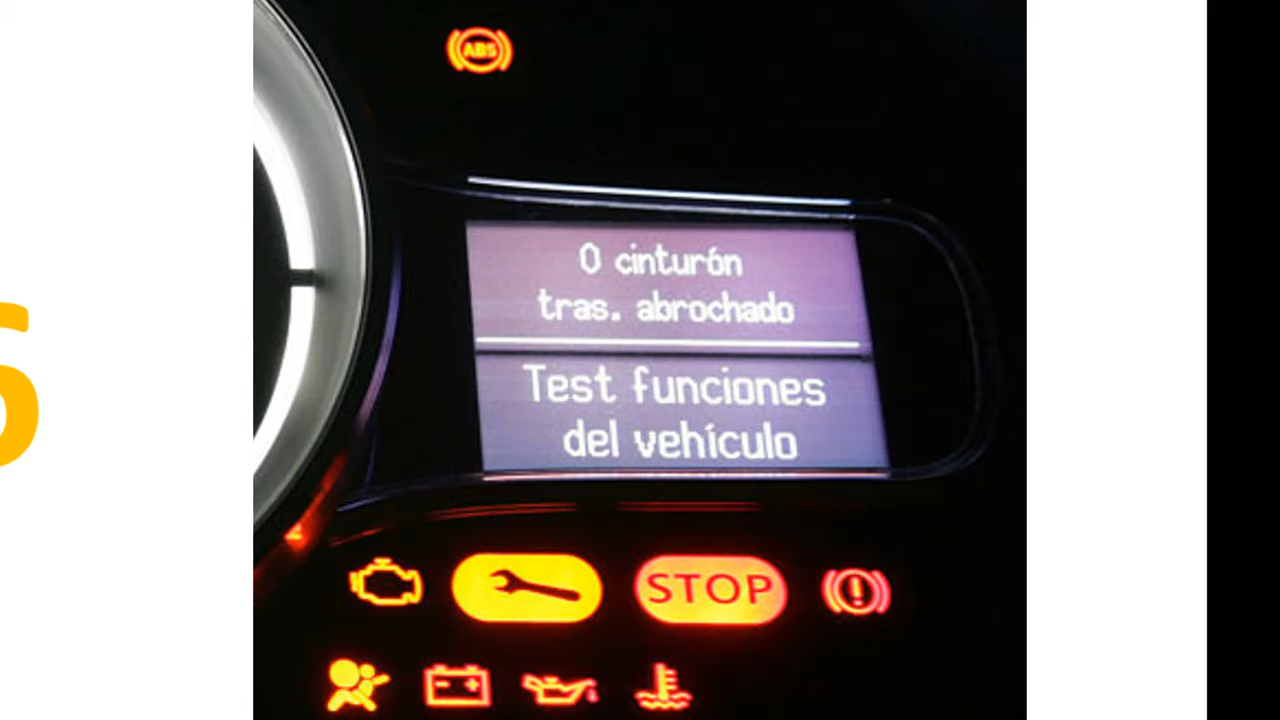 ABS
0 cinturón
tras. abrochado
Test funciones
del vehículo
STOP